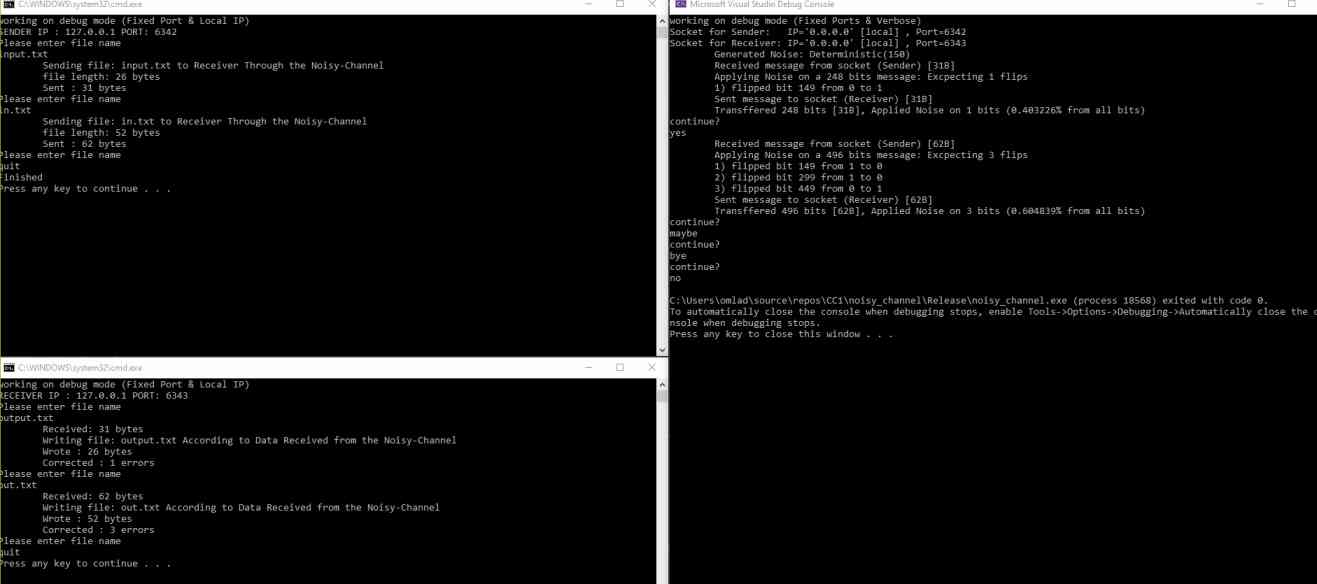 C:\WINDOWS\system32\cmd.exe
working on debug mode (Fixed Port & Local IP)
SENDER IP : 127.0.0.1 PORT: 6342
Please enter file name
input.txt
Sending file: input.txt to Receiver Through the Noisy-Channel
file length: 26 bytes
Sent : 31 bytes
Please enter file name
in.txt
Sending file: in.txt to Receiver Through the Noisy-Channel
file length: 52 bytes
Sent : 62 bytes
Please enter file name
quit
Finished
Press any key to continue . . .
C:\WINDOWS\system32\cmd.exe
working on debug mode (Fixed Port & Local IP)
RECEIVER IP : 127.0.0.1 PORT: 6343
Please enter file name
output.txt
Received: 31 bytes
Writing file: output.txt According to Data Received from the Noisy-Channel
Wrote : 26 bytes
Corrected : 1 errors
Please enter file name
out.txt
Received: 62 bytes
Writing file: out.txt According to Data Received from the Noisy-Channel
Wrote : 52 bytes
Corrected : 3 errors
Please enter file name
quit
Press any key to continue . . .
Microsoft Visual Studio Debug Console
working on debug mode (Fixed Ports & Verbose)
Socket for Sender:   IP='0.0.0.0' [local] , Port=6342
Socket for Receiver: IP='0.0.0.0' [local] , Port=6343
Generated Noise: Deterministic(150)
Received message from socket (Sender) [31B]
Applying Noise on a 248 bits message: Excpecting 1 flips
1) flipped bit 149 from 0 to 1
Sent message to socket (Receiver) [31B]
Transffered 248 bits [31B], Applied Noise on 1 bits (0.403226% from all bits)
continue?
yes
Received message from socket (Sender) [62B]
Applying Noise on a 496 bits message: Excpecting 3 flips
1) flipped bit 149 from 1 to 0
2) flipped bit 299 from 1 to 0
3) flipped bit 449 from 0 to 1
Sent message to socket (Receiver) [62B]
Transffered 496 bits [62B], Applied Noise on 3 bits (0.604839% from all bits)
continue?
maybe
continue?
bye
continue?
no
C:\Users\omlad\source\repos\CC1\noisy_channel\Release\noisy_channel.exe (process 18568) exited with code 0.
To automatically close the console when debugging stops, enable Tools->Options->Debugging->Automatically close the c
nsole when debugging stops.
Press any key to close this window . . .